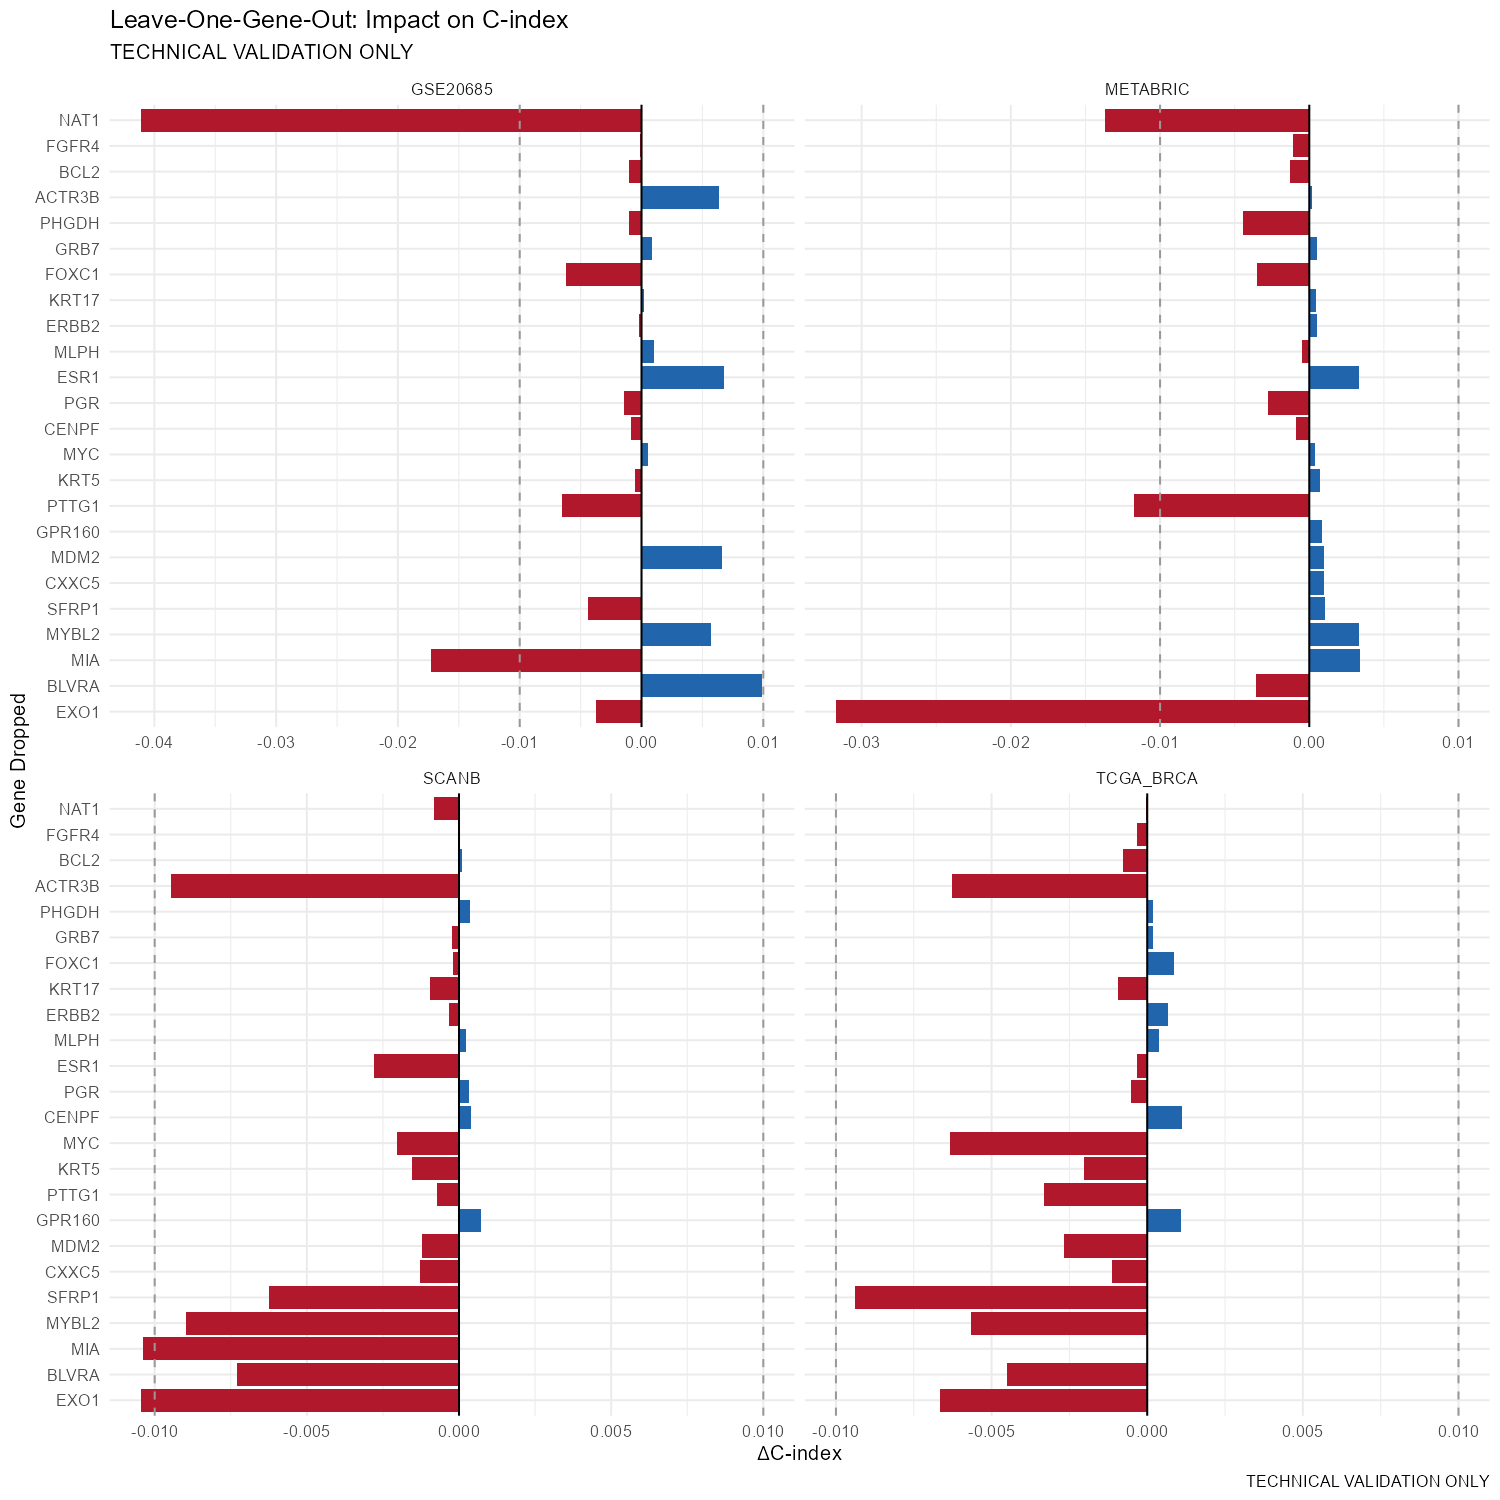 Leave-One-Gene-Out: Impact on C-index
TECHNICAL VALIDATION ONLY
GSE20685
METABRIC
NAT1
FGFR4
BCL2
ACTR3B
PHGDH
GRB7
FOXC1
KRT17
ERBB2
MLPH
ESR1
PGR
CENPF
MYC
KRT5
PTTG1
GPR160
MDM2
CXXC5
SFRP1
MYBL2
MIA
BLVRA
EXO1
-0.04 -0.03 -0.02 -0.01 0.00 0.01
-0.03 -0.02 -0.01 0.00 0.01
Gene Dropped
SCANB
TCGA_BRCA
NAT1
FGFR4
BCL2
ACTR3B
PHGDH
GRB7
FOXC1
KRT17
ERBB2
MLPH
ESR1
PGR
CENPF
MYC
KRT5
PTTG1
GPR160
MDM2
CXXC5
SFRP1
MYBL2
MIA
BLVRA
EXO1
-0.010 -0.005 0.000 0.005 0.010
-0.010 -0.005 0.000 0.005 0.010
ΔC-index
TECHNICAL VALIDATION ONLY